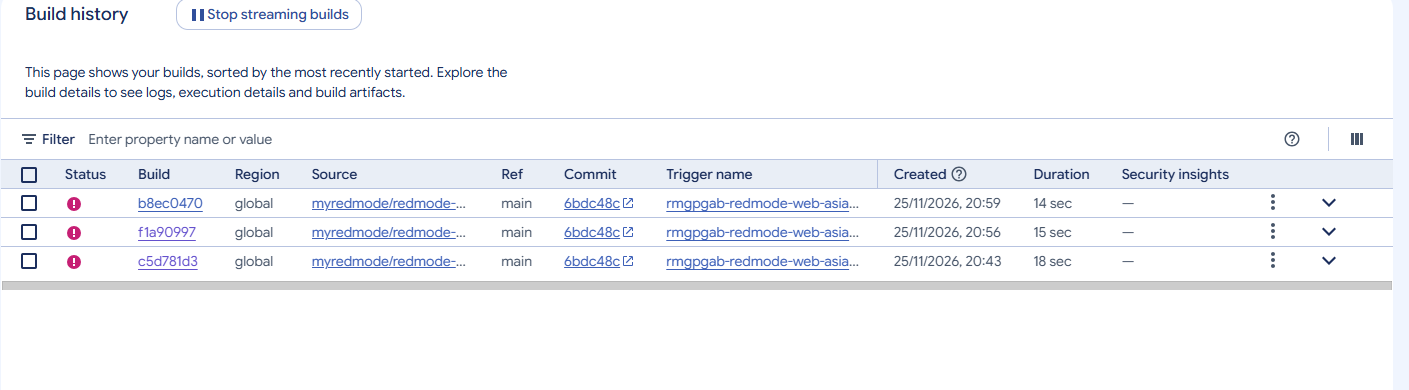 Build history
Stop streaming builds
This page shows your builds, sorted by the most recently started. Explore the
build details to see logs, execution details and build artifacts.
Filter Enter property name or value
Status Build Region Source Ref Commit Trigger name Created Duration Security insights
b8ec0470 global myredmode/redmode-... main 6bdc48c rmgpgab-redmode-web-asia... 25/11/2026, 20:59 14 sec —
f1a90997 global myredmode/redmode-... main 6bdc48c rmgpgab-redmode-web-asia... 25/11/2026, 20:56 15 sec —
c5d781d3 global myredmode/redmode-... main 6bdc48c rmgpgab-redmode-web-asia... 25/11/2026, 20:43 18 sec —